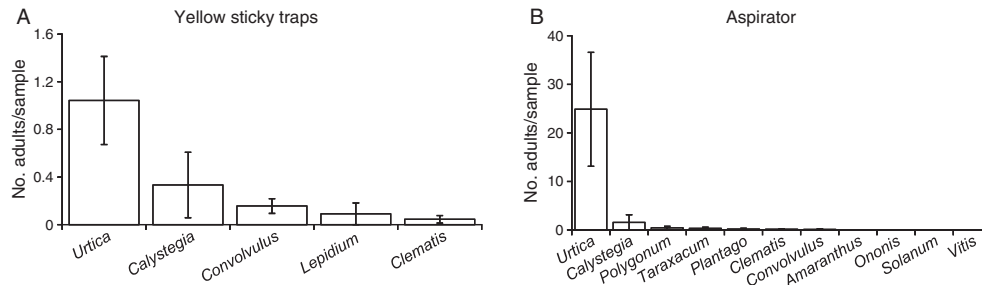 A Yellow sticky traps
1.6
1.2
0.8
0.4
0
No. adults/sample
Urtica
Calystegia
Convolvulus
Lepidium
Clematis
B Aspirator
40
30
20
10
0
No. adults/sample
Urtica
Calystegia
Polygonum
Taraxacum
Plantago
Clematis
Convolvulus
Amaranthus
Ononis
Solanum
Vitis